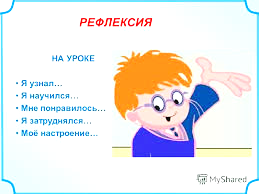 РЕФЛЕКСИЯ
НА УРОКЕ
• Я узнал…
• Я научился…
• Мне понравилось…
• Я затруднялся…
• Моё настроение…
MyShared